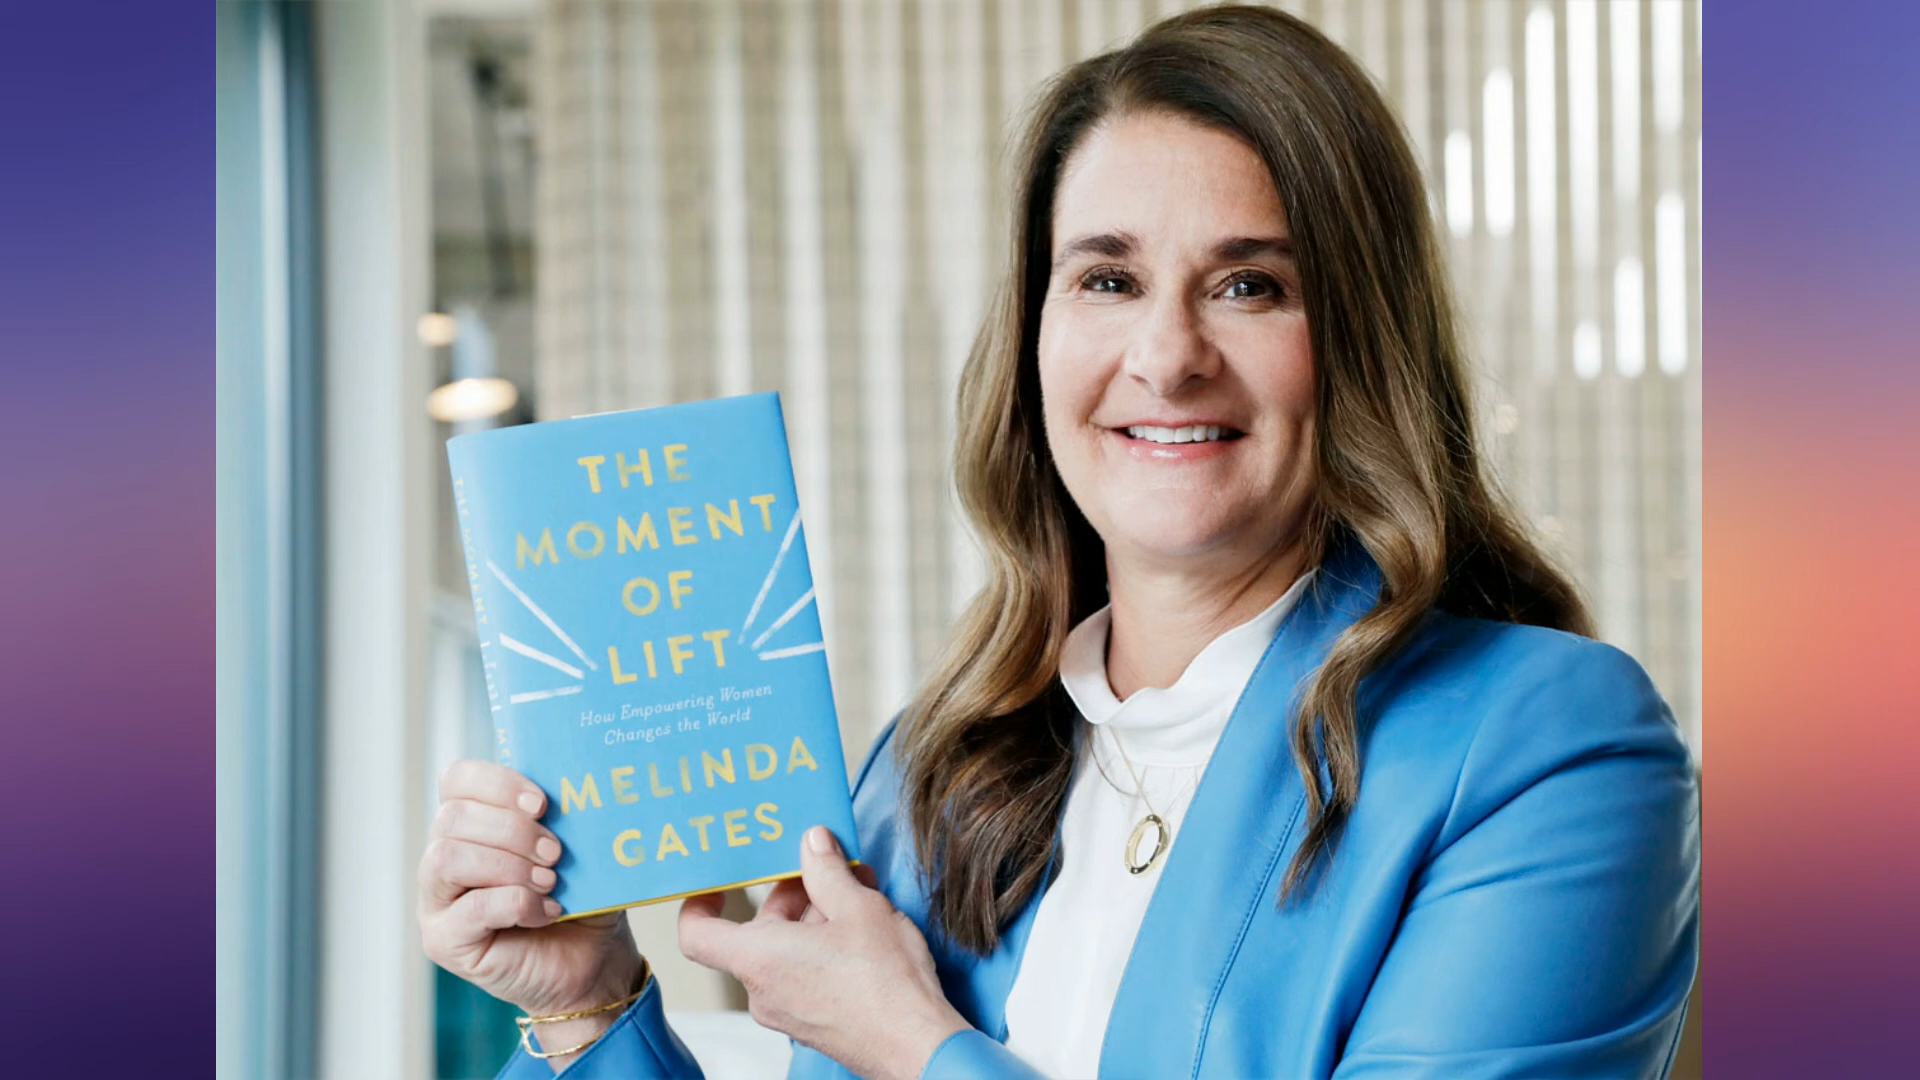 THE
MOMENT
OF
LIFT
How Empowering Women
Changes the World
MELINDA
GATES